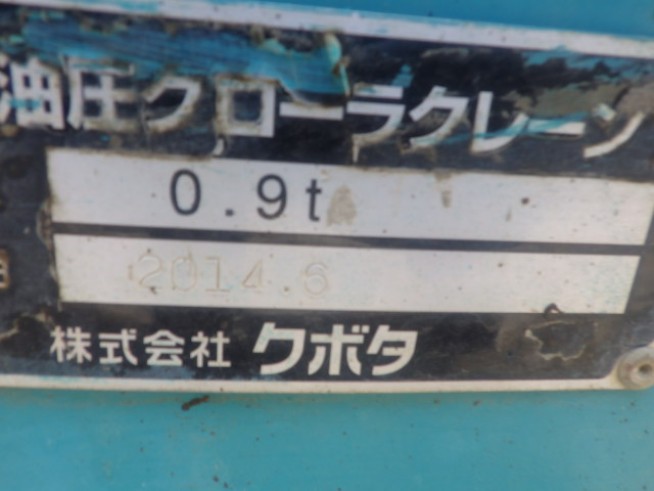 油圧クローラクレーン
0.9t
2014.6
株式会社 クボタ